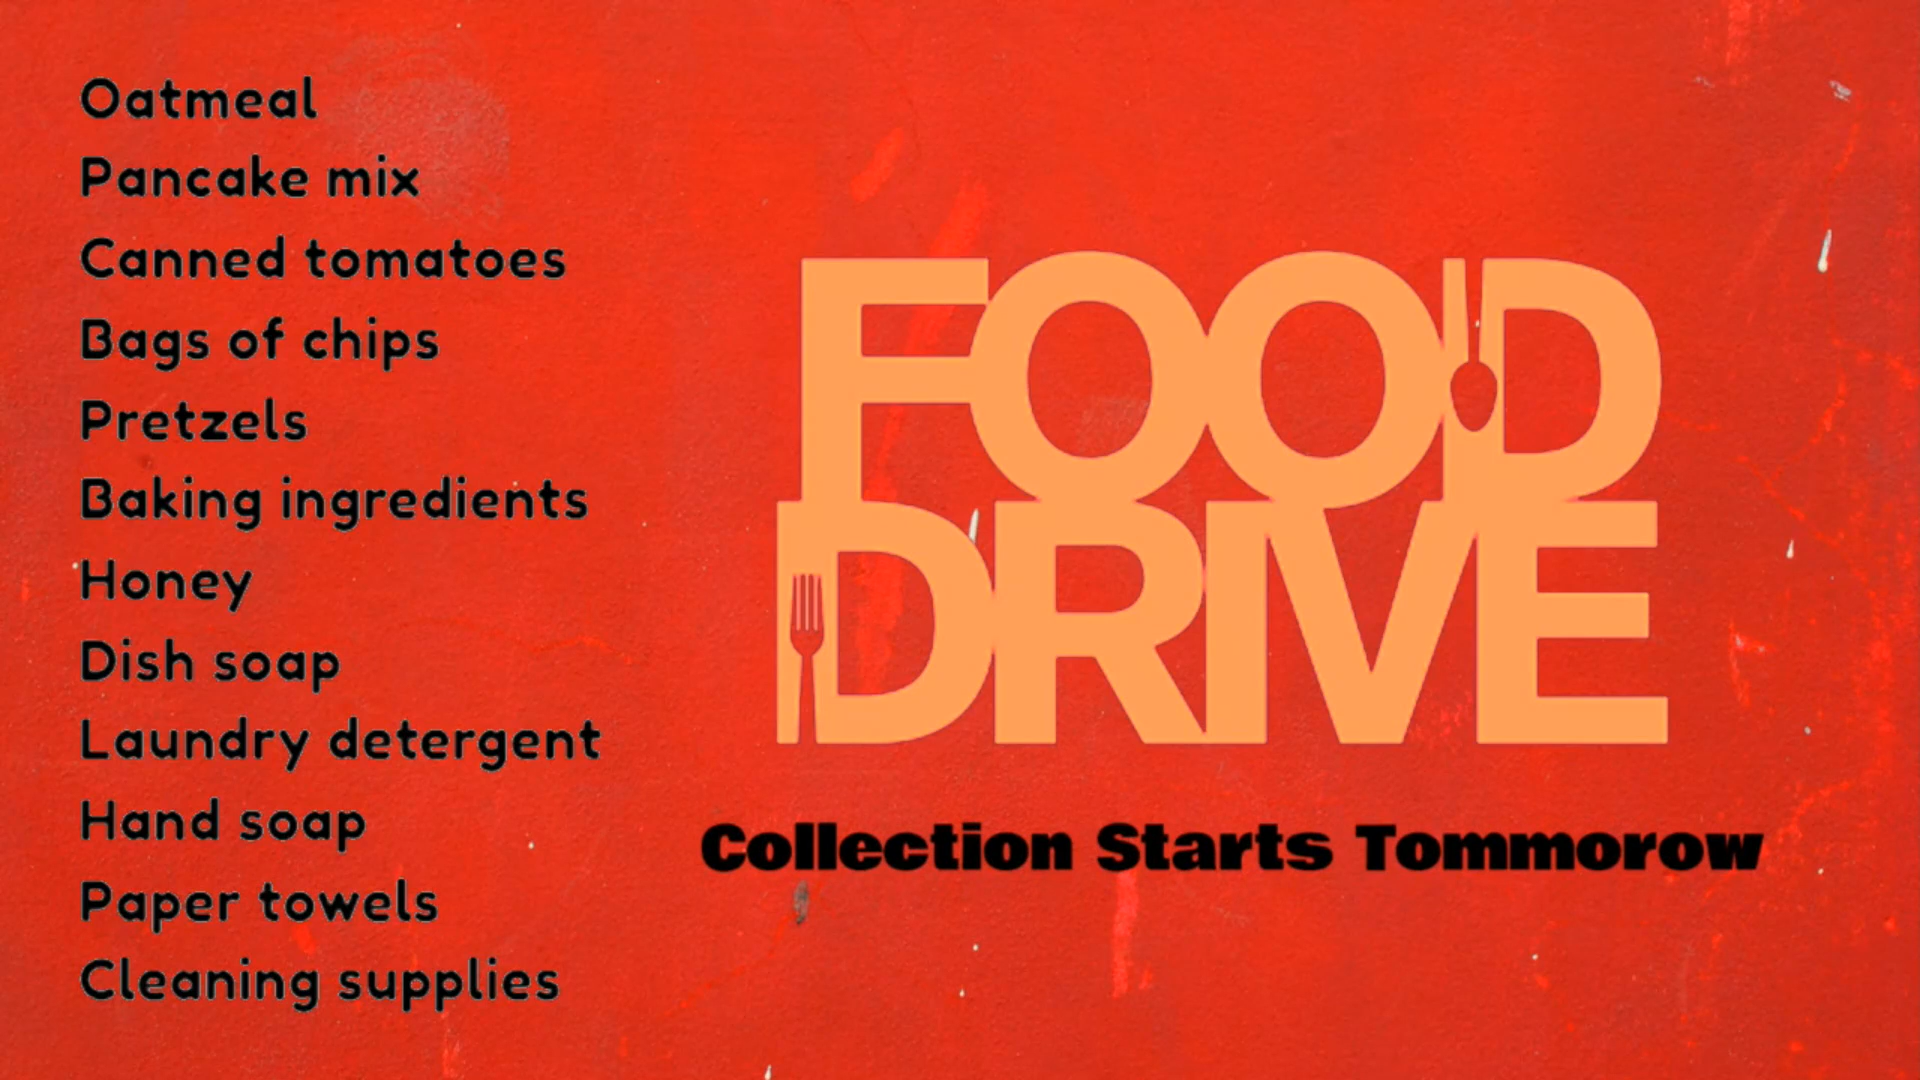 Oatmeal
Pancake mix
Canned tomatoes
Bags of chips
Pretzels
Baking ingredients
Honey
Dish soap
Laundry detergent
Hand soap
Paper towels
Cleaning supplies
FOOD
DRIVE
Collection Starts Tommorow